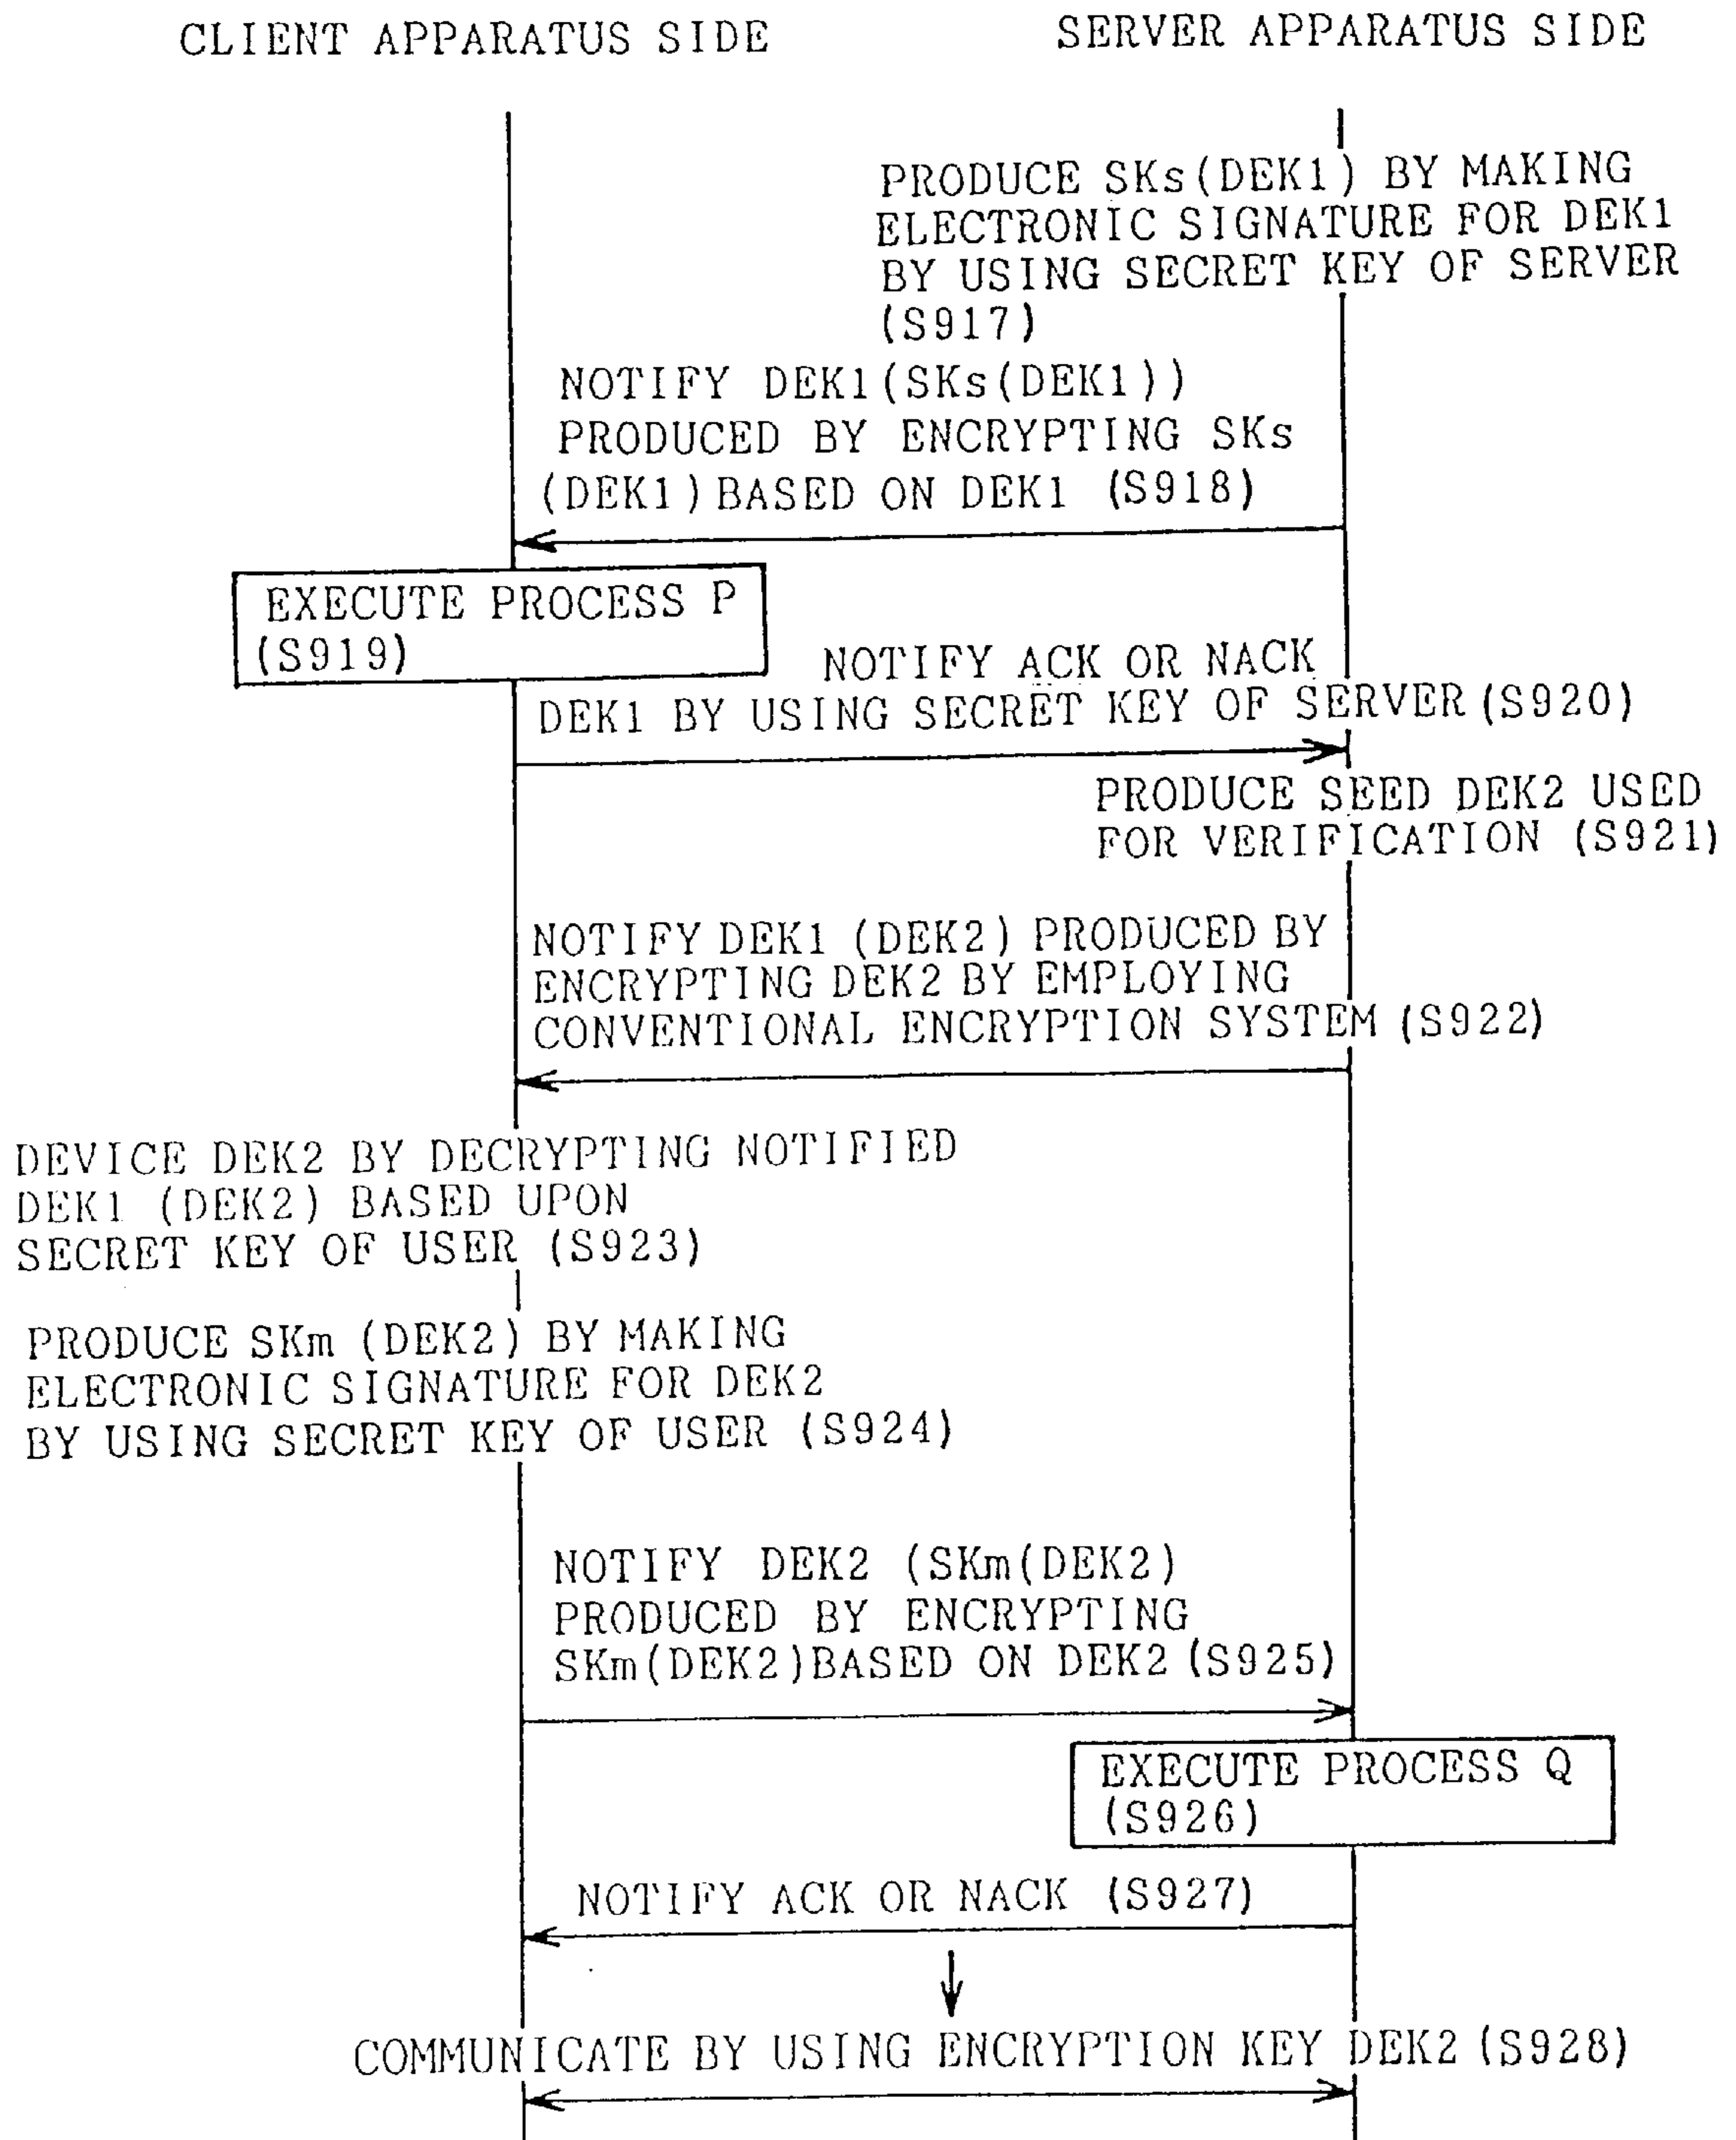 CLIENT APPARATUS SIDE
SERVER APPARATUS SIDE
PRODUCE SKs(DEK1) BY MAKING
ELECTRONIC SIGNATURE FOR DEK1
BY USING SECRET KEY OF SERVER
(S917)
NOTIFY DEK1(SKs(DEK1))
PRODUCED BY ENCRYPTING SKs
(DEK1)BASED ON DEK1 (S918)
EXECUTE PROCESS P
(S919)
NOTIFY ACK OR NACK
DEK1 BY USING SECRET KEY OF SERVER(S920)
PRODUCE SEED DEK2 USED
FOR VERIFICATION (S921)
NOTIFY DEK1 (DEK2) PRODUCED BY
ENCRYPTING DEK2 BY EMPLOYING
CONVENTIONAL ENCRYPTION SYSTEM (S922)
DEVICE DEK2 BY DECRYPTING NOTIFIED
DEK1 (DEK2) BASED UPON
SECRET KEY OF USER (S923)
PRODUCE SKm (DEK2) BY MAKING
ELECTRONIC SIGNATURE FOR DEK2
BY USING SECRET KEY OF USER (S924)
NOTIFY DEK2 (SKm(DEK2)
PRODUCED BY ENCRYPTING
SKm(DEK2)BASED ON DEK2 (S925)
EXECUTE PROCESS Q
(S926)
NOTIFY ACK OR NACK (S927)
COMMUNICATE BY USING ENCRYPTION KEY DEK2 (S928)